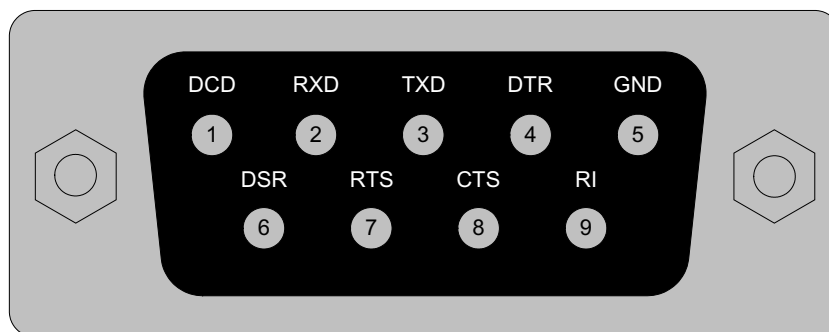 DCD RXD TXD DTR GND
1 2 3 4 5
DSR RTS CTS RI
6 7 8 9